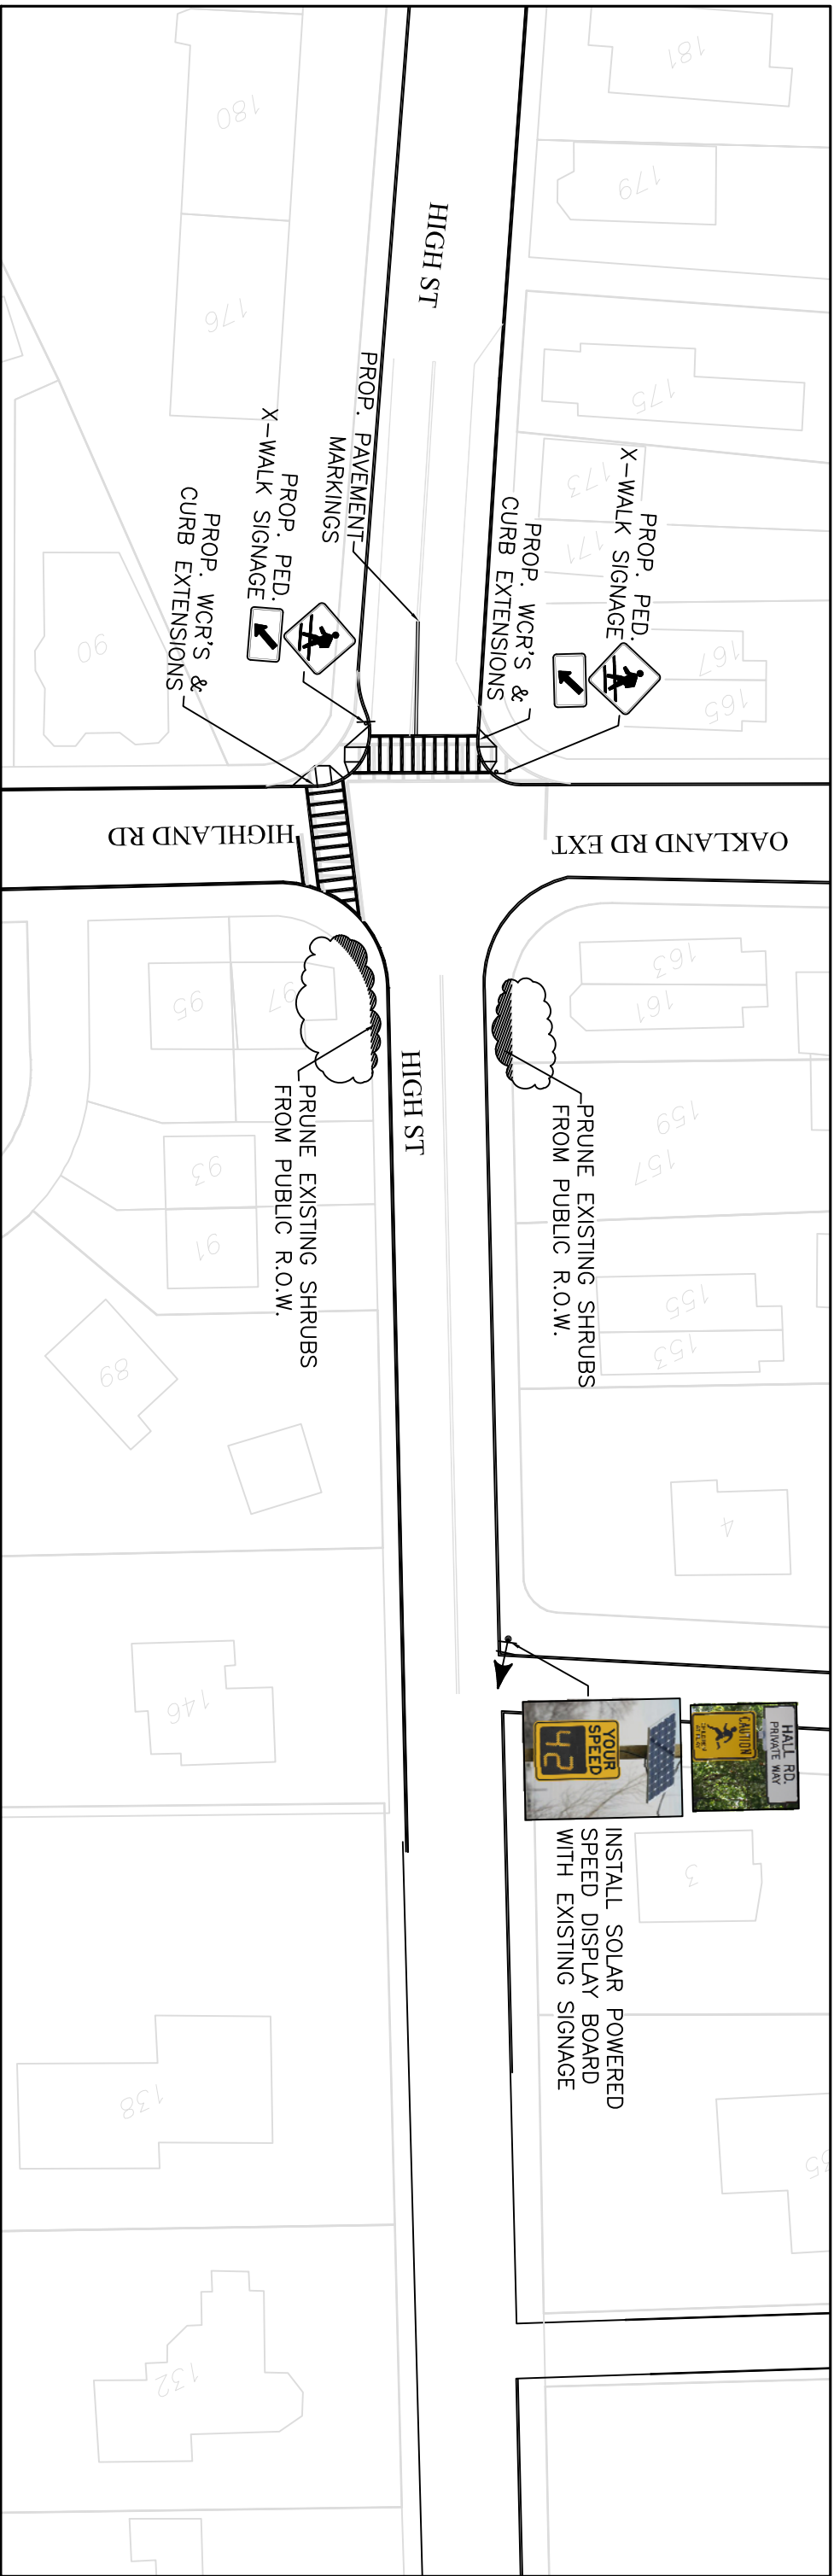 181
179
175
173
171
167
165
180
176
90
HIGH ST
PROP. PED.
X-WALK SIGNAGE
PROP. WCR'S &
CURB EXTENSIONS
PROP. PAVEMENT
MARKINGS
PROP. PED.
X-WALK SIGNAGE
PROP. WCR'S &
CURB EXTENSIONS
OAKLAND RD EXT
HIGHLAND RD
163
161
159
157
155
153
4
3
95
97
93
91
89
146
138
132
HIGH ST
PRUNE EXISTING SHRUBS
FROM PUBLIC R.O.W.
PRUNE EXISTING SHRUBS
FROM PUBLIC R.O.W.
HALL RD.
PRIVATE WAY
CAUTION
YOUR
SPEED
42
INSTALL SOLAR POWERED
SPEED DISPLAY BOARD
WITH EXISTING SIGNAGE